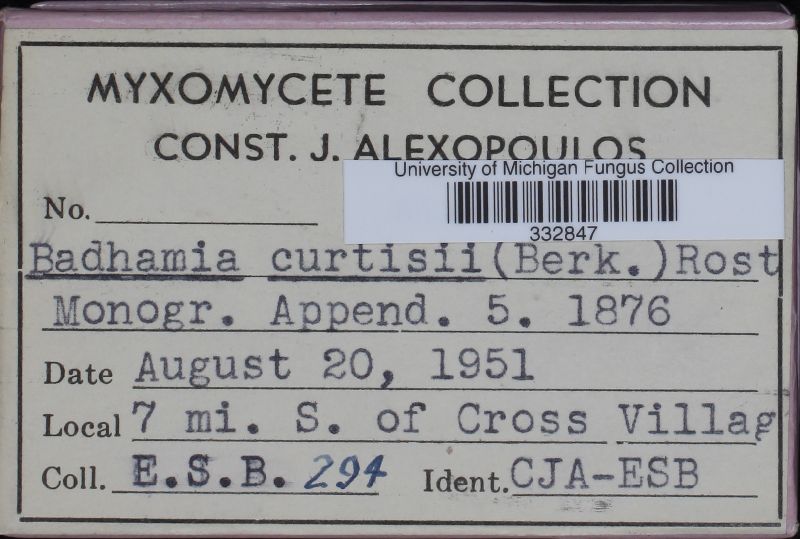 MYXOMYCETE COLLECTION
CONST. J. ALEXOPOULOS
University of Michigan Fungus Collection
332847
No.
Badhamia curtisii (Berk.) Rost
Monogr. Append. 5. 1876
Date August 20, 1951
Local 7 mi. S. of Cross Villag
Coll. E.S.B. 294 Ident. CJA-ESB